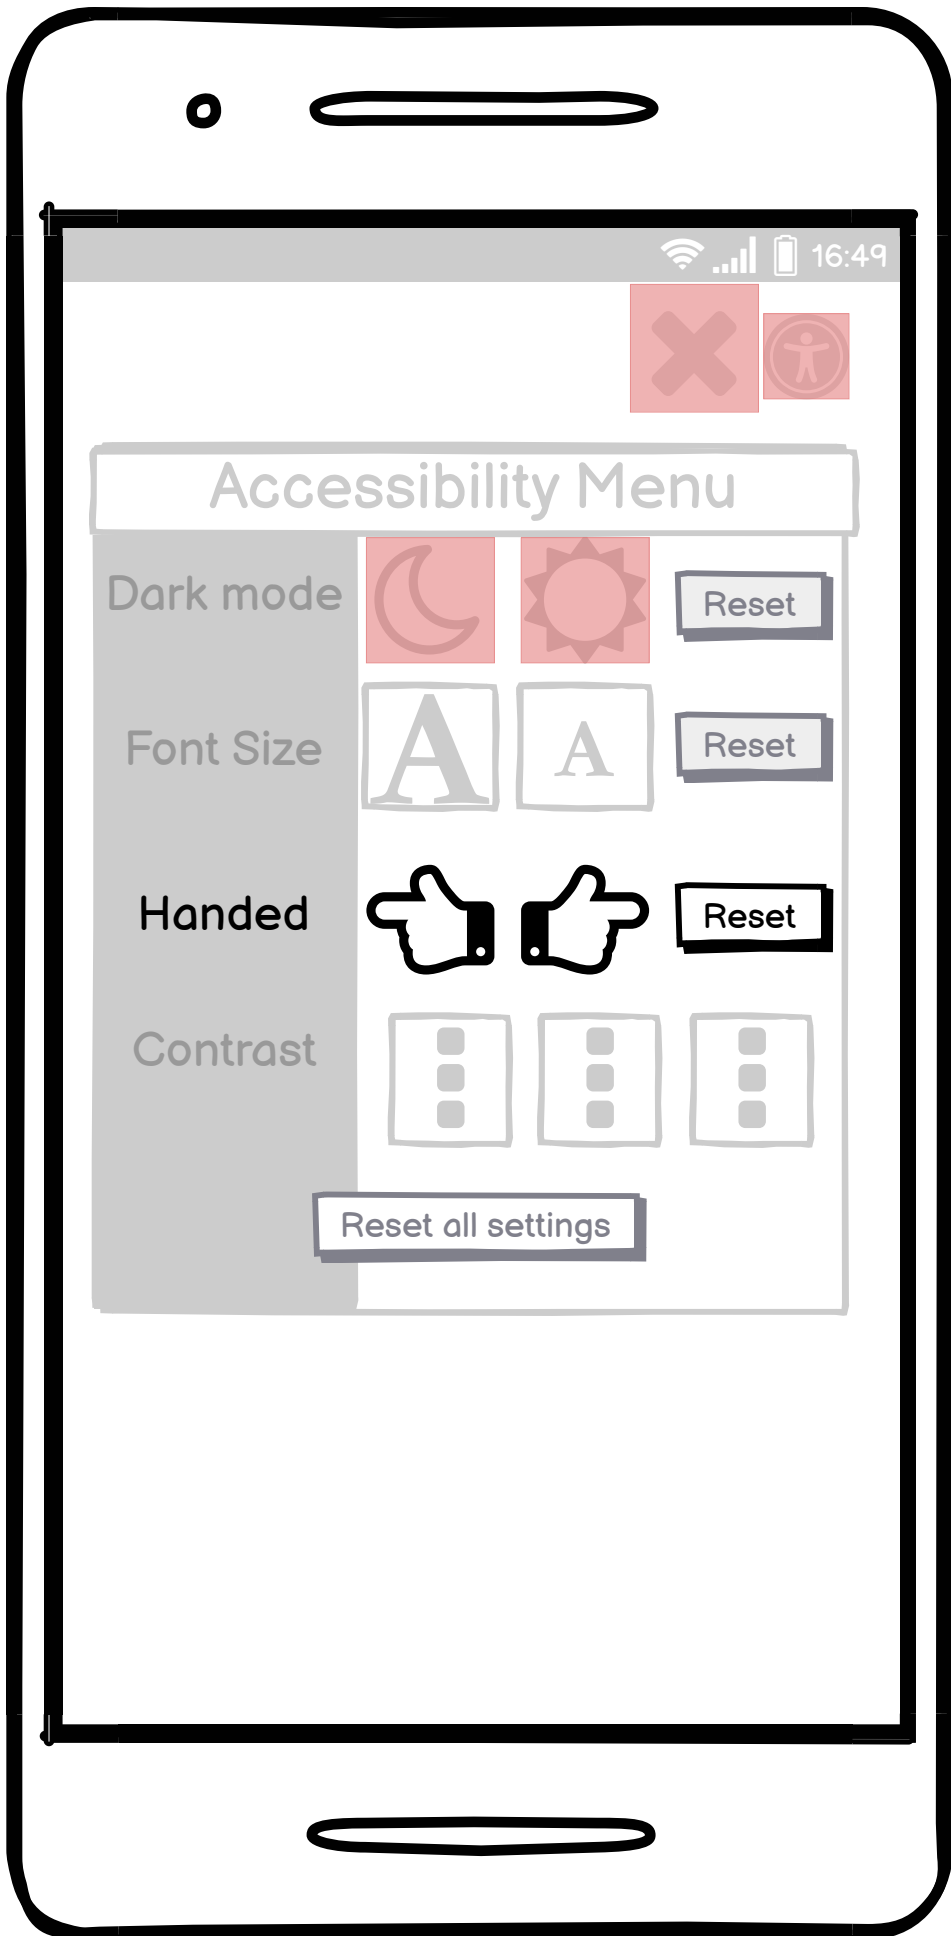 16:49
Accessibility Menu
Dark mode
Reset
Font Size
A
A
Reset
Handed
Reset
Contrast
Reset all settings